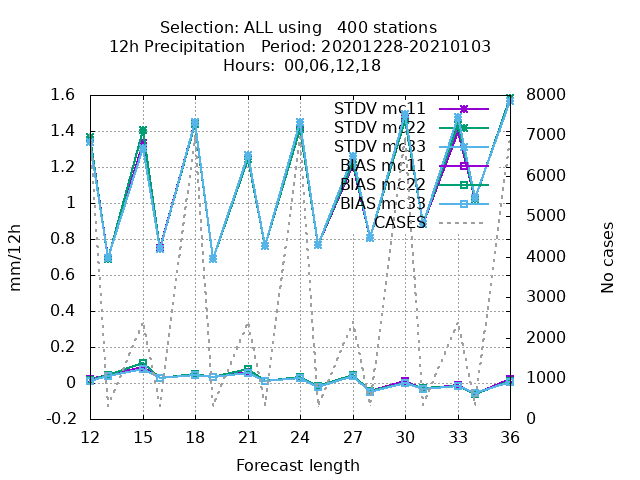 Selection: ALL using   400 stations
12h Precipitation   Period: 20201228-20210103
Hours: 00,06,12,18
1.6
1.4
1.2
1
0.8
0.6
0.4
0.2
0
-0.2
8000
7000
6000
5000
4000
3000
2000
1000
0
STDV mc11
STDV mc22
STDV mc33
BIAS mc11
BIAS mc22
BIAS mc33
CASES
mm/12h
No cases
12 15 18 21 24 27 30 33 36
Forecast length